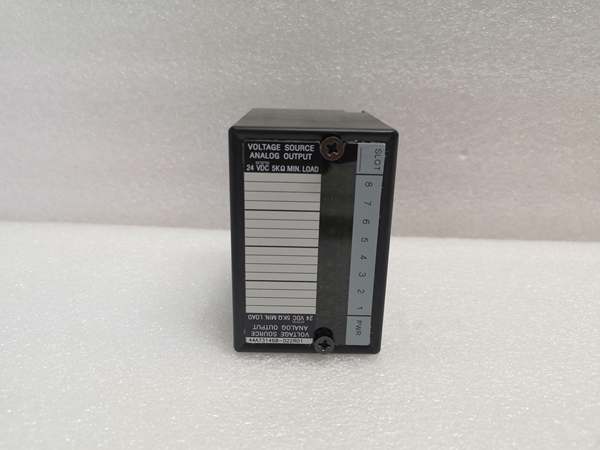 VOLTAGE SOURCE
ANALOG OUTPUT
24 VDC 5KΩ MIN. LOAD
SLOT
8
7
6
5
4
3
2
1
PWR
24 VDC 5KΩ MIN. LOAD
ANALOG OUTPUT
VOLTAGE SOURCE